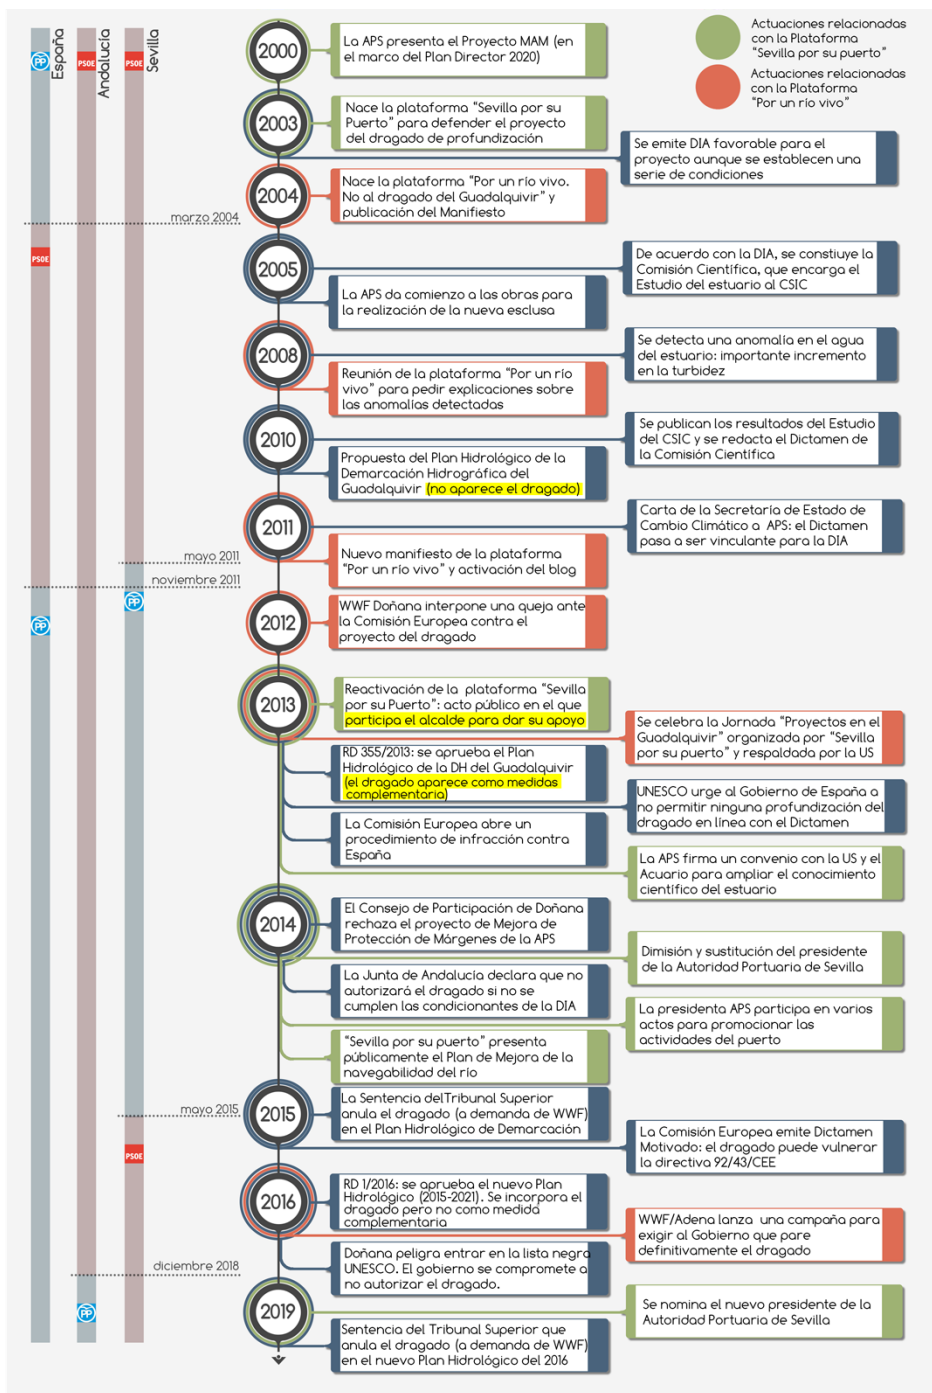 España
Andalucía
Sevilla
PP
PSOE
PSOE
Actuaciones relacionadas
con la Plataforma
“Sevilla por su puerto”
Actuaciones relacionadas
con la Plataforma
“Por un río vivo”
2000
La APS presenta el Proyecto MAM (en
el marco del Plan Director 2020)
2003
Nace la plataforma “Sevilla por su
Puerto” para defender el proyecto
del dragado de profundización
Se emite DIA favorable para el
proyecto aunque se establecen una
serie de condiciones
2004
Nace la plataforma “Por un río vivo.
No al dragado del Guadalquivir” y
publicación del Manifiesto
marzo 2004
PSOE
2005
De acuerdo con la DIA, se constiuye la
Comisión Científica, que encarga el
Estudio del estuario al CSIC
La APS da comienzo a las obras para
la realización de la nueva esclusa
2008
Se detecta una anomalía en el agua
del estuario: importante incremento
en la turbidez
Reunión de la plataforma “Por un río
vivo” para pedir explicaciones sobre
las anomalías detectadas
2010
Se publican los resultados del Estudio
del CSIC y se redacta el Dictamen de
la Comisión Científica
Propuesta del Plan Hidrológico de la
Demarcación Hidrográfica del
Guadalquivir (no aparece el dragado)
2011
Carta de la Secretaría de Estado de
Cambio Climático a APS: el Dictamen
pasa a ser vinculante para la DIA
Nuevo manifiesto de la plataforma
“Por un río vivo” y activación del blog
mayo 2011
noviembre 2011
PP
PP
2012
WWF Doñana interpone una queja ante
la Comisión Europea contra el
proyecto del dragado
2013
Reactivación de la plataforma “Sevilla
por su Puerto”: acto público en el que
participa el alcalde para dar su apoyo
Se celebra la Jornada “Proyectos en el
Guadalquivir” organizada por “Sevilla
por su puerto” y respaldada por la US
RD 355/2013: se aprueba el Plan
Hidrológico de la DH del Guadalquivir
(el dragado aparece como medidas
complementaria)
UNESCO urge al Gobierno de España a
no permitir ninguna profundización del
dragado en línea con el Dictamen
La Comisión Europea abre un
procedimiento de infracción contra
España
La APS firma un convenio con la US y el
Acuario para ampliar el conocimiento
científico del estuario
2014
El Consejo de Participación de Doñana
rechaza el proyecto de Mejora de
Protección de Márgenes de la APS
Dimisión y sustitución del presidente
de la Autoridad Portuaria de Sevilla
La Junta de Andalucía declara que no
autorizará el dragado si no se
cumplen las condicionantes de la DIA
La presidenta APS participa en varios
actos para promocionar las
actividades del puerto
“Sevilla por su puerto” presenta
públicamente el Plan de Mejora de la
navegabilidad del río
mayo 2015
2015
La Sentencia delTribunal Superior
anula el dragado (a demanda de WWF)
en el Plan Hidrológico de Demarcación
PSOE
La Comisión Europea emite Dictamen
Motivado: el dragado puede vulnerar
la directiva 92/43/CEE
2016
RD 1/2016: se aprueba el nuevo Plan
Hidrológico (2015-2021). Se incorpora el
dragado pero no como medida
complementaria
WWF/Adena lanza una campaña para
exigir al Gobierno que pare
definitivamente el dragado
Doñana peligra entrar en la lista negra
UNESCO. El gobierno se compromete a
no autorizar el dragado.
diciembre 2018
PP
2019
Se nomina el nuevo presidente de la
Autoridad Portuaria de Sevilla
Sentencia del Tribunal Superior que
anula el dragado (a demanda de WWF)
en el nuevo Plan Hidrológico del 2016